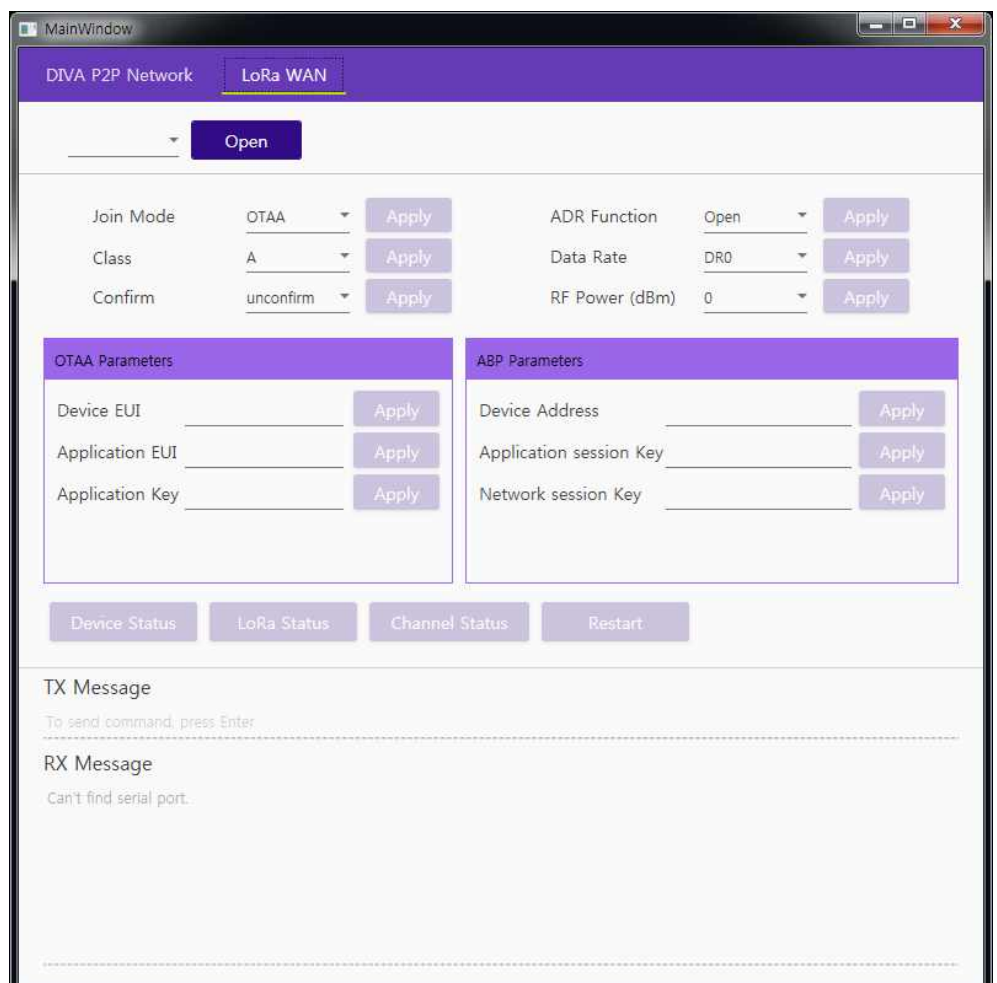 MainWindow
DIVA P2P Network LoRa WAN
Open
Join Mode OTAA Apply ADR Function Open Apply
Class A Apply Data Rate DR0 Apply
Confirm unconfirm Apply RF Power (dBm) 0 Apply
OTAA Parameters ABP Parameters
Device EUI Apply Device Address Apply
Application EUI Apply Application session Key Apply
Application Key Apply Network session Key Apply
Device Status LoRa Status Channel Status Restart
TX Message
To send command, press Enter
RX Message
Can't find serial port.